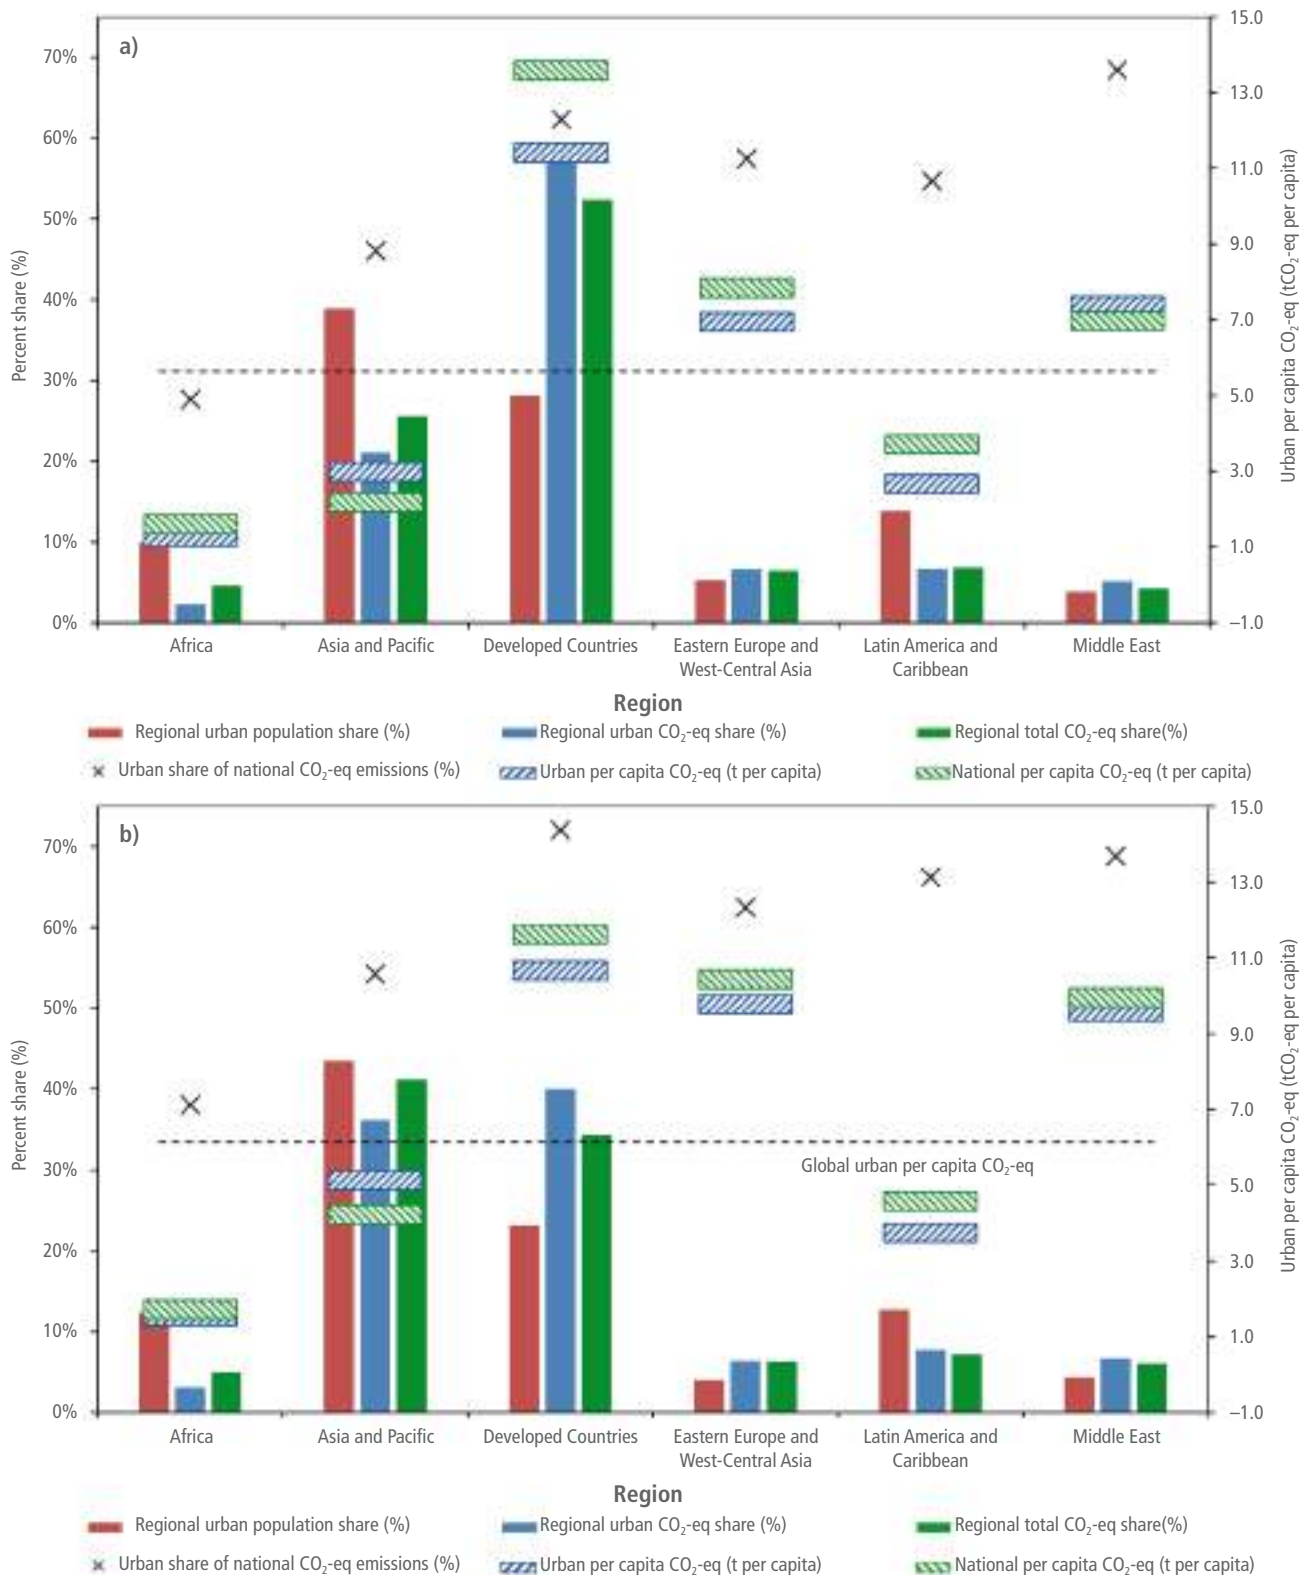 a)
70%
60%
50%
40%
30%
20%
10%
0%
Percent share (%)
15.0
13.0
11.0
9.0
7.0
5.0
3.0
1.0
–1.0
Urban per capita CO₂-eq (tCO₂-eq per capita)
Africa
Asia and Pacific
Developed Countries
Eastern Europe and
West-Central Asia
Latin America and
Caribbean
Middle East
Region
Regional urban population share (%)
Regional urban CO₂-eq share (%)
Regional total CO₂-eq share(%)
Urban share of national CO₂-eq emissions (%)
Urban per capita CO₂-eq (t per capita)
National per capita CO₂-eq (t per capita)
b)
70%
60%
50%
40%
30%
20%
10%
0%
Percent share (%)
15.0
13.0
11.0
9.0
7.0
5.0
3.0
1.0
–1.0
Urban per capita CO₂-eq (tCO₂-eq per capita)
Global urban per capita CO₂-eq
Africa
Asia and Pacific
Developed Countries
Eastern Europe and
West-Central Asia
Latin America and
Caribbean
Middle East
Region
Regional urban population share (%)
Regional urban CO₂-eq share (%)
Regional total CO₂-eq share(%)
Urban share of national CO₂-eq emissions (%)
Urban per capita CO₂-eq (t per capita)
National per capita CO₂-eq (t per capita)